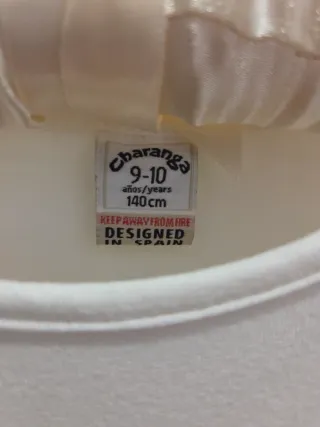 Charanga
9-10
años/years
140cm
KEEP AWAY FROM FIRE
DESIGNED
IN SPAIN